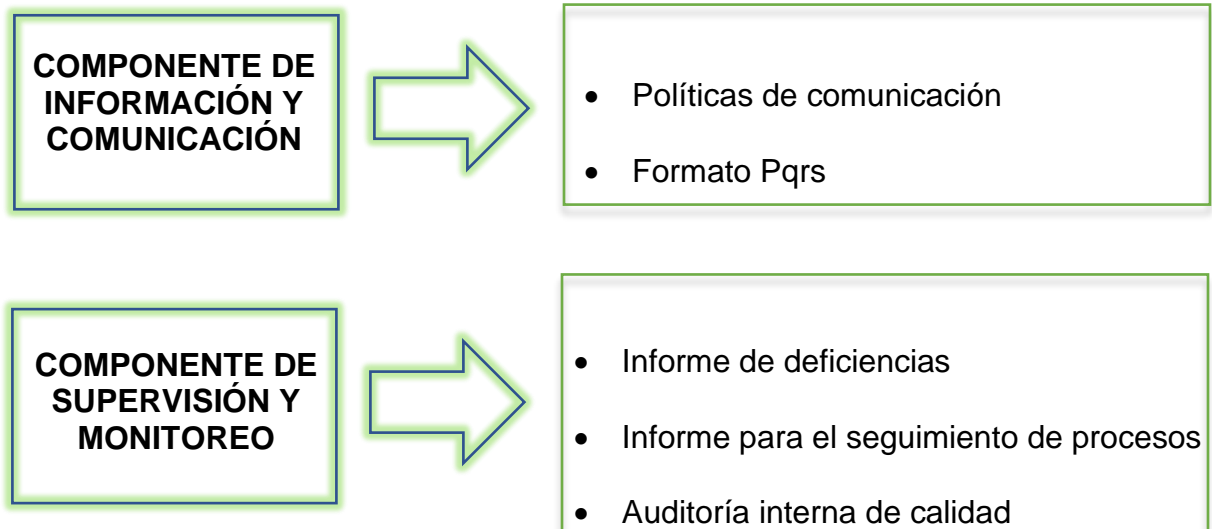 COMPONENTE DE
INFORMACIÓN Y
COMUNICACIÓN
• Políticas de comunicación
• Formato Pqrs
COMPONENTE DE
SUPERVISIÓN Y
MONITOREO
• Informe de deficiencias
• Informe para el seguimiento de procesos
• Auditoría interna de calidad